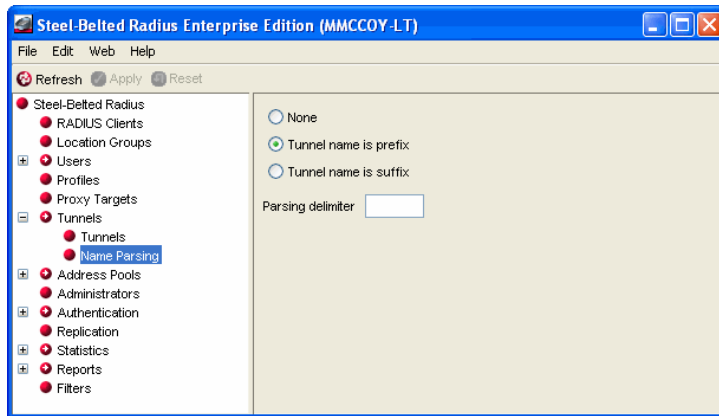 Steel-Belted Radius Enterprise Edition (MMCCOY-LT)
File Edit Web Help
Refresh Apply Reset
Steel-Belted Radius
RADIUS Clients
Location Groups
Users
Profiles
Proxy Targets
Tunnels
Tunnels
Name Parsing
Address Pools
Administrators
Authentication
Replication
Statistics
Reports
Filters
None
Tunnel name is prefix
Tunnel name is suffix
Parsing delimiter